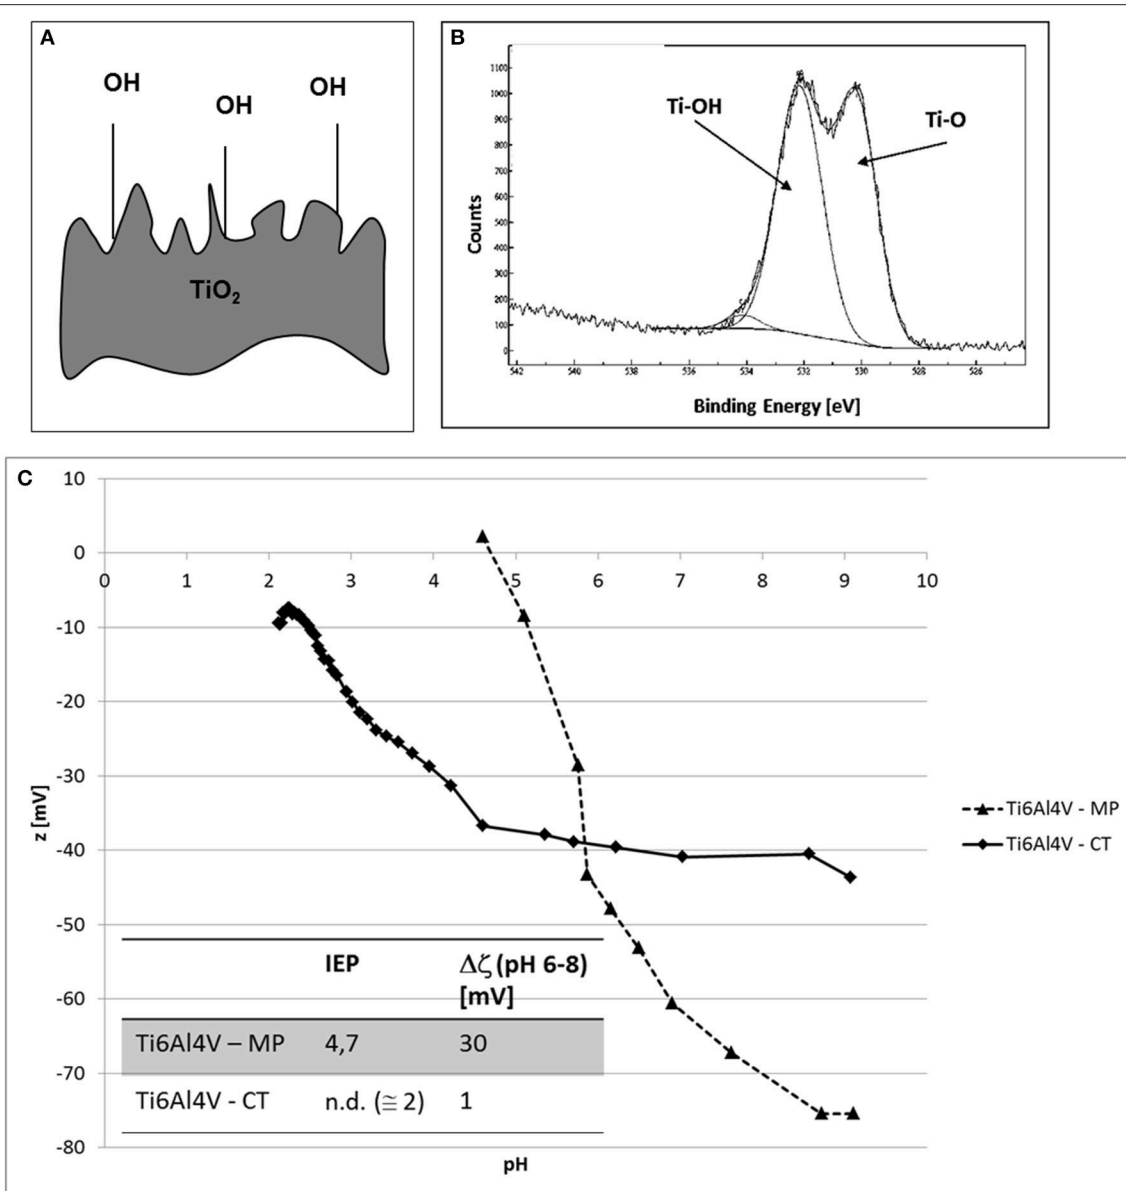 A
OH
OH
OH
TiO2
B
Ti-OH
Ti-O
Counts
1100
1000
900
800
700
600
500
400
300
200
100
0
542 540 538 536 534 532 530 528 526
Binding Energy [eV]
C
10
0
-10
-20
-30
-40
-50
-60
-70
-80
0 1 2 3 4 5 6 7 8 9 10
z [mV]
pH
Ti6Al4V - MP
Ti6Al4V - CT
IEP Δζ (pH 6-8)
[mV]
Ti6Al4V – MP 4,7 30
Ti6Al4V - CT n.d. (≅ 2) 1